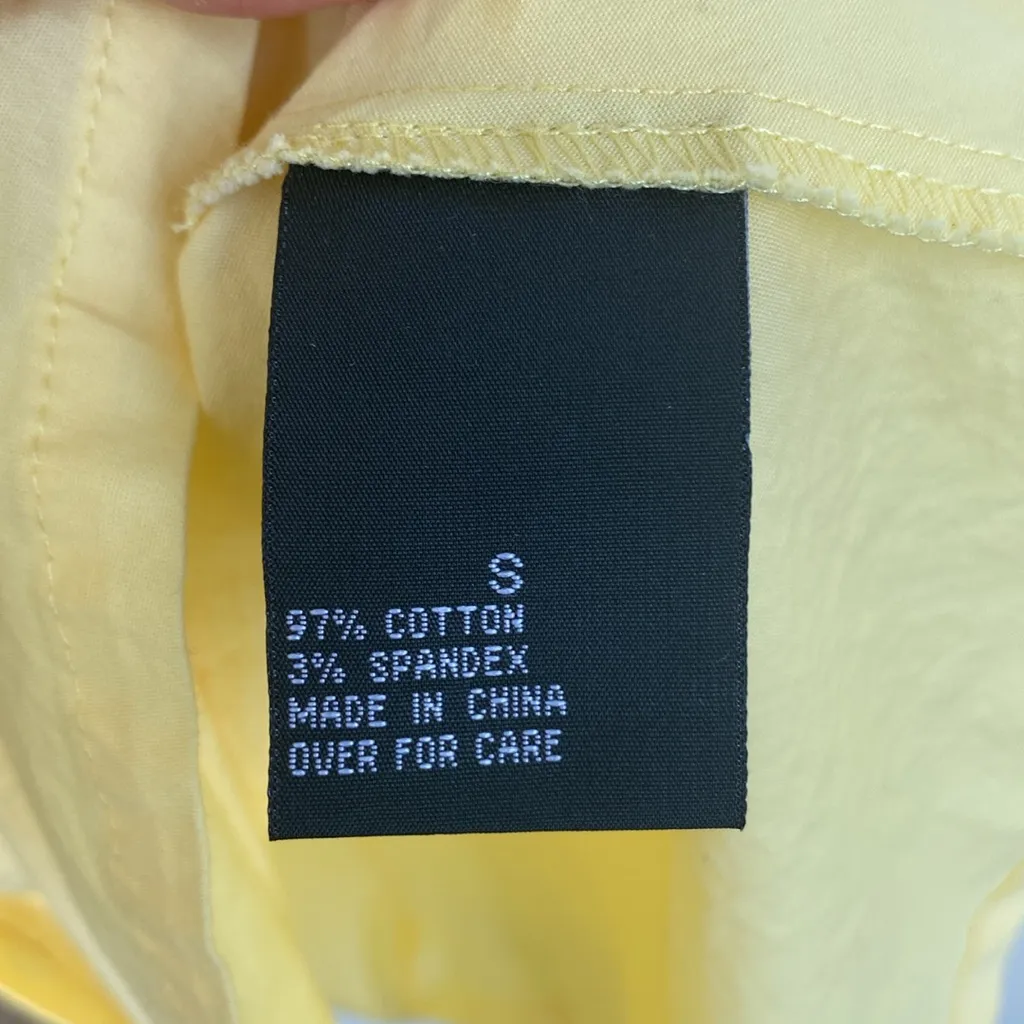 S
97% COTTON
3% SPANDEX
MADE IN CHINA
OVER FOR CARE